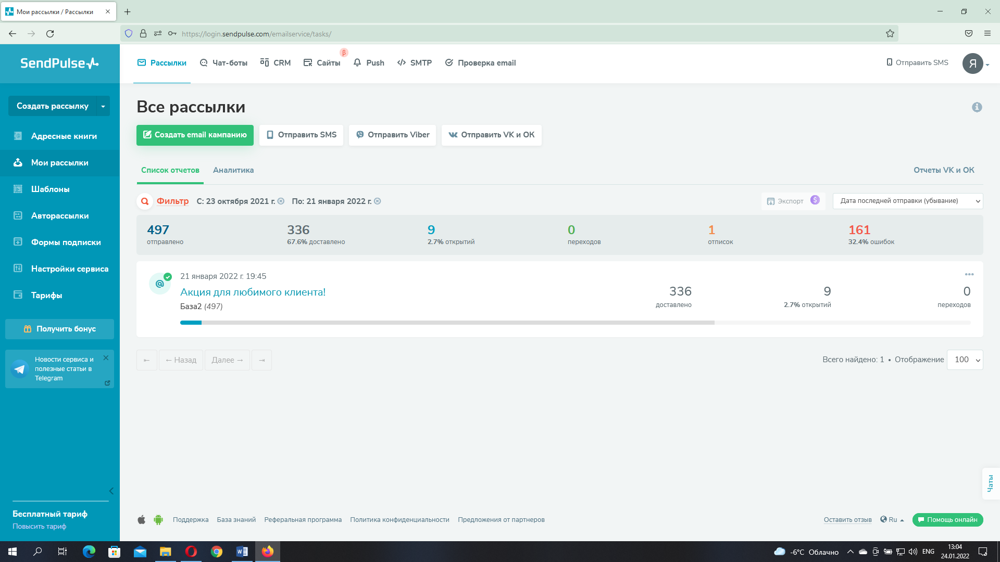 Мои рассылки / Рассылки
https://login.sendpulse.com/emailservice/tasks/
SendPulse
Рассылки
Чат-боты
CRM
Сайты
β
Push
SMTP
Проверка email
Отправить SMS
Я
Создать рассылку
Адресные книги
Мои рассылки
Шаблоны
Авторассылки
Формы подписки
Настройки сервиса
Тарифы
Получить бонус
Новости сервиса и
полезные статьи в
Telegram
Бесплатный тариф
Повысить тариф
Все рассылки
Создать email кампанию
Отправить SMS
Отправить Viber
Отправить VK и OK
Список отчетов
Аналитика
Отчеты VK и OK
Фильтр
С: 23 октября 2021 г.
По: 21 января 2022 г.
Экспорт
$
Дата последней отправки (убывание)
497
отправлено
336
67.6% доставлено
9
2.7% открытий
0
переходов
1
отписок
161
32.4% ошибок
21 января 2022 г. 19:45
Акция для любимого клиента!
База2 (497)
336
доставлено
9
2.7% открытий
0
переходов
⇤
← Назад
Далее →
⇥
Всего найдено: 1 • Отображение
100
Чаты
Поддержка
База знаний
Реферальная программа
Политика конфиденциальности
Предложения от партнеров
Оставить отзыв
Ru
Помощь онлайн
-6°C Облачно
ENG
13:04
24.01.2022